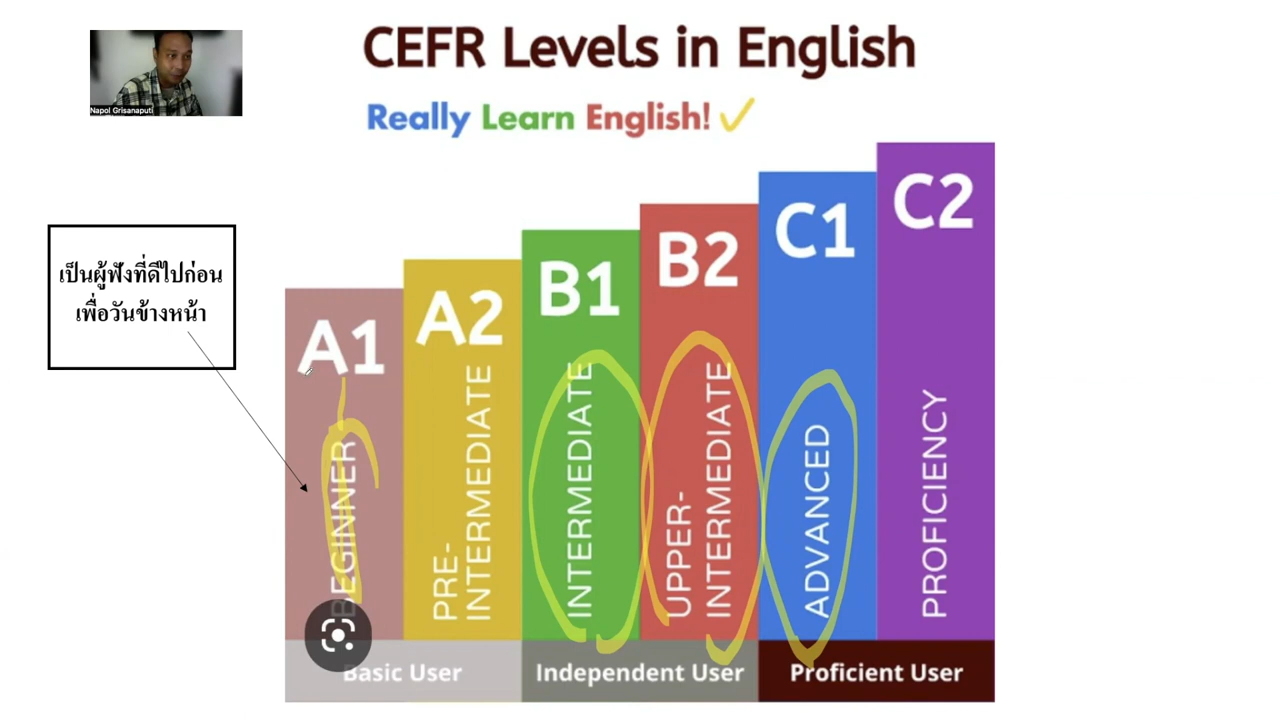 CEFR Levels in English
Really Learn English!
Napol Grisanaputi
เป็นผู้ฟังที่ดีไปก่อน
เพื่อวันข้างหน้า
A1
BEGINNER
A2
PRE-
INTERMEDIATE
B1
INTERMEDIATE
B2
UPPER-
INTERMEDIATE
C1
ADVANCED
C2
PROFICIENCY
Basic User
Independent User
Proficient User